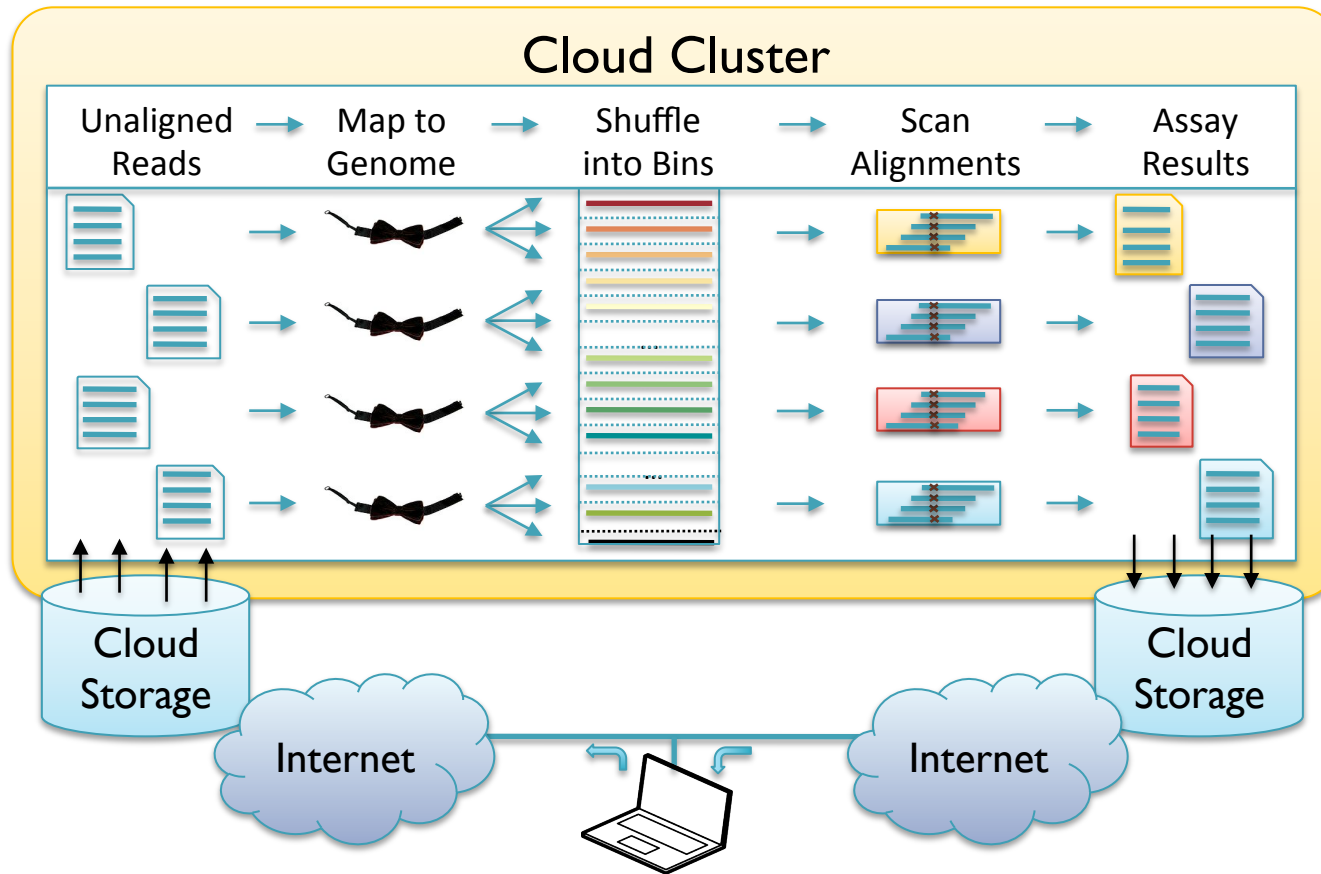 Cloud Cluster
Unaligned
Reads
Map to
Genome
Shuffle
into Bins
Scan
Alignments
Assay
Results
...
...
Cloud
Storage
Internet
Internet
Cloud
Storage